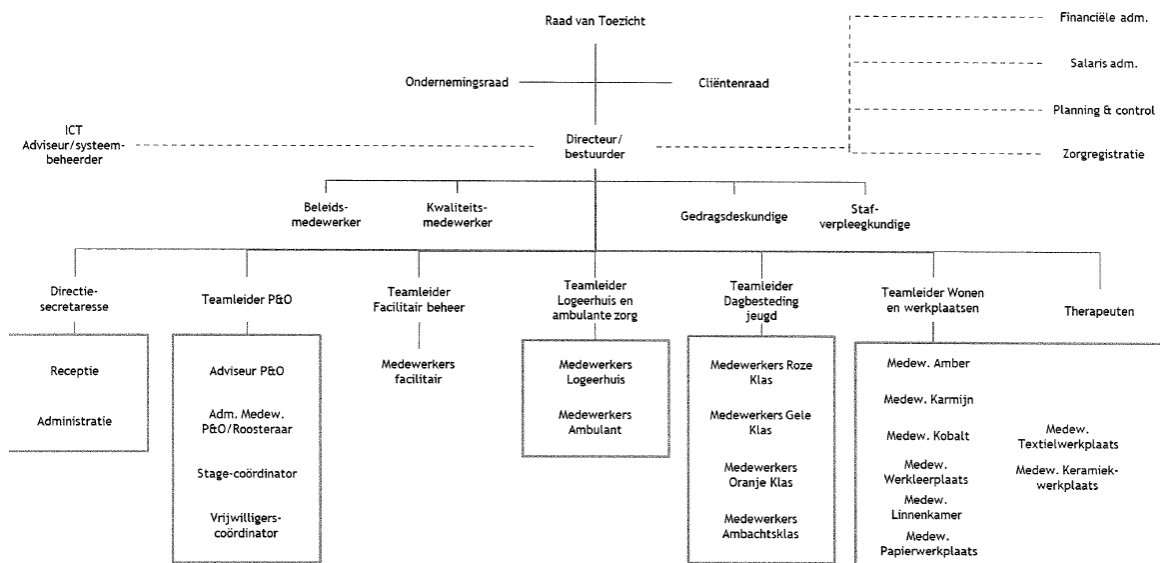 Raad van Toezicht
Financiële adm.
Salaris adm.
Ondernemingsraad
Cliëntenraad
Planning & control
ICT
Adviseur/systeem-
beheerder
Directeur/
bestuurder
Zorgregistratie
Beleids-
medewerker
Kwaliteits-
medewerker
Gedragsdeskundige
Staf-
verpleegkundige
Directie-
secretaresse
Teamleider P&O
Teamleider
Facilitair beheer
Teamleider
Logeerhuis en
ambulante zorg
Teamleider
Dagbesteding
jeugd
Teamleider Wonen
en werkplaatsen
Therapeuten
Receptie
Administratie
Adviseur P&O
Adm. Medew.
P&O/Roosteraar
Stage-coördinator
Vrijwilligers-
coördinator
Medewerkers
facilitair
Medewerkers
Logeerhuis
Medewerkers
Ambulant
Medewerkers Roze
Klas
Medewerkers Gele
Klas
Medewerkers
Oranje Klas
Medewerkers
Ambachtsklas
Medew. Amber
Medew. Karmijn
Medew. Kobalt
Medew.
Werkleerplaats
Medew.
Linnenkamer
Medew.
Papierwerkplaats
Medew.
Textielwerkplaats
Medew. Keramiek-
werkplaats